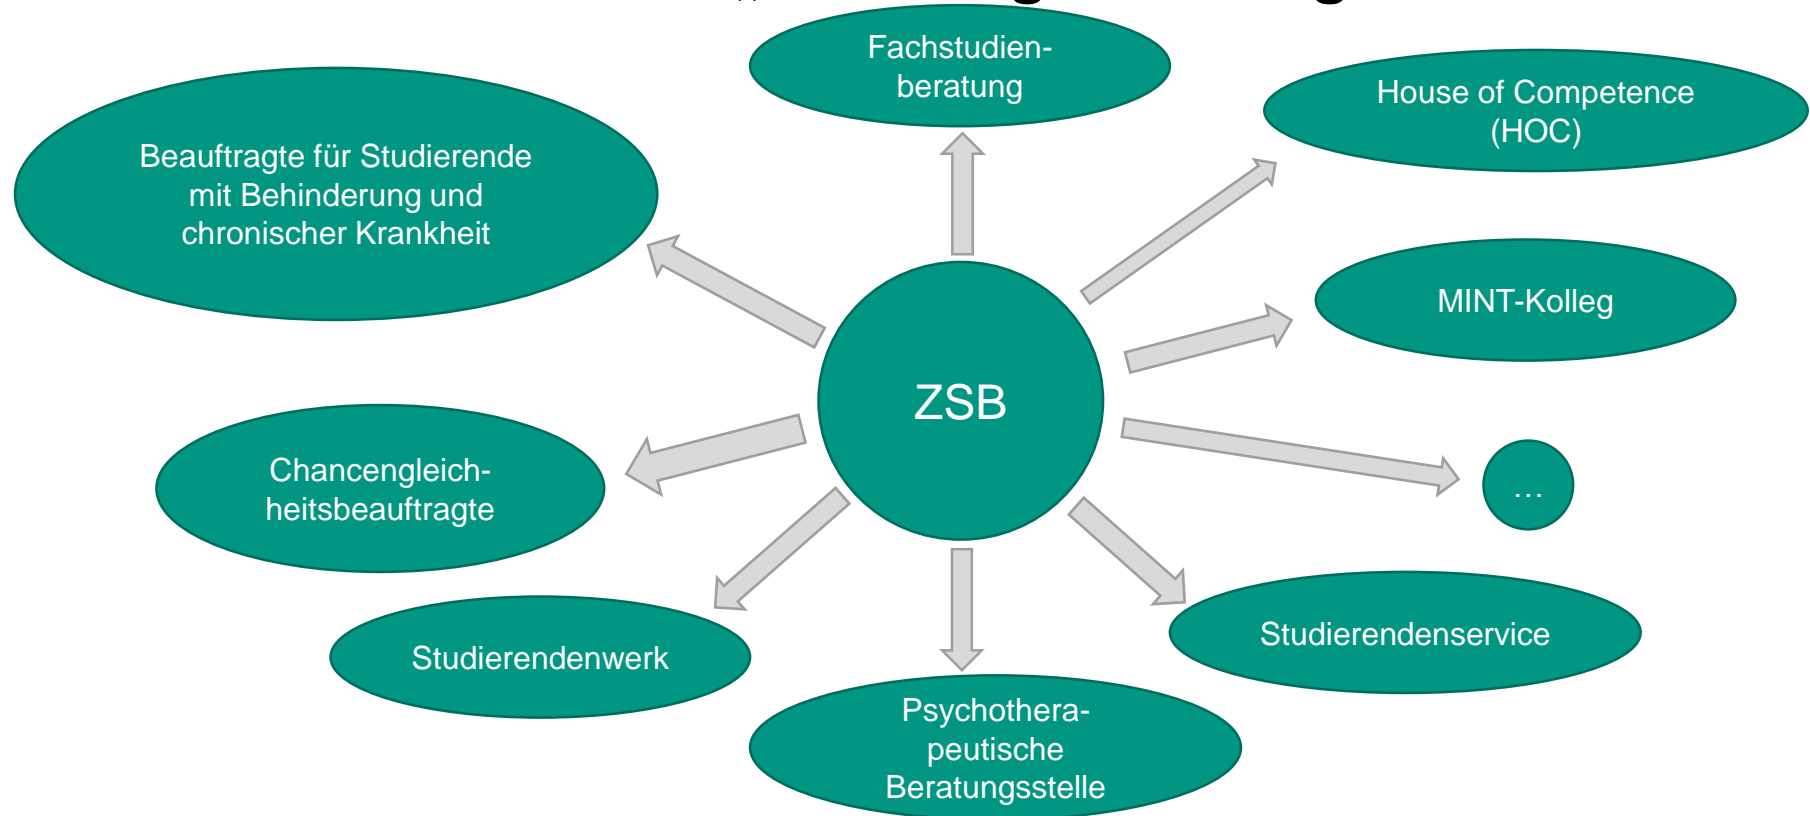 Fachstudien-
beratung
House of Competence
(HOC)
Beauftragte für Studierende
mit Behinderung und
chronischer Krankheit
MINT-Kolleg
ZSB
Chancengleich-
heitsbeauftragte
...
Studierendenservice
Studierendenwerk
Psychothera-
peutische
Beratungsstelle